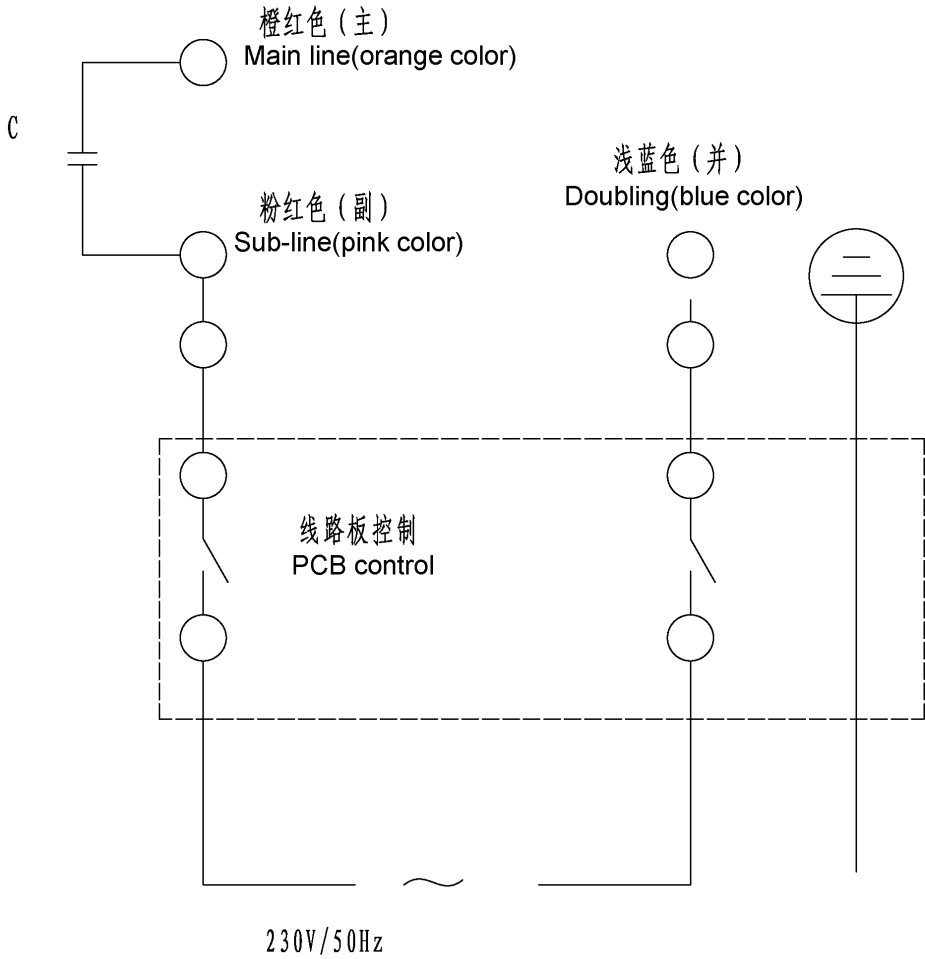 橙红色（主）
Main line(orange color)
C
浅蓝色（并）
Doubling(blue color)
粉红色（副）
Sub-line(pink color)
线路板控制
PCB control
230V/50Hz